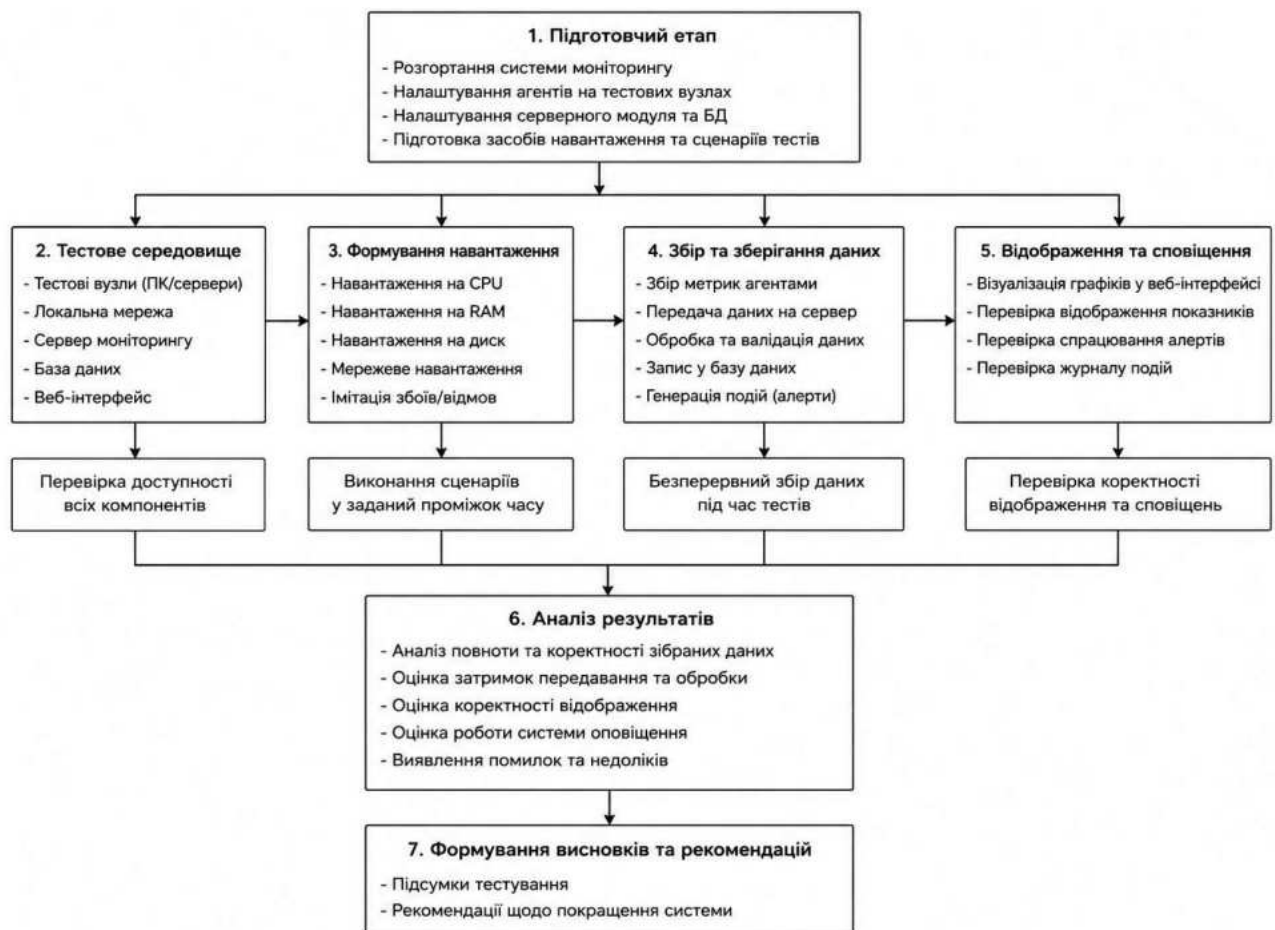 1. Підготовчий етап
- Розгортання системи моніторингу
- Налаштування агентів на тестових вузлах
- Налаштування серверного модуля та БД
- Підготовка засобів навантаження та сценаріїв тестів
2. Тестове середовище
- Тестові вузли (ПК/сервери)
- Локальна мережа
- Сервер моніторингу
- База даних
- Веб-інтерфейс
3. Формування навантаження
- Навантаження на CPU
- Навантаження на RAM
- Навантаження на диск
- Мережеве навантаження
- Імітація збоїв/відмов
4. Збір та зберігання даних
- Збір метрик агентами
- Передача даних на сервер
- Обробка та валідація даних
- Запис у базу даних
- Генерація подій (алерти)
5. Відображення та сповіщення
- Візуалізація графіків у веб-інтерфейсі
- Перевірка відображення показників
- Перевірка спрацювання алертів
- Перевірка журналу подій
Перевірка доступності
всіх компонентів
Виконання сценаріїв
у заданий проміжок часу
Безперервний збір даних
під час тестів
Перевірка коректності
відображення та сповіщень
6. Аналіз результатів
- Аналіз повноти та коректності зібраних даних
- Оцінка затримок передавання та обробки
- Оцінка коректності відображення
- Оцінка роботи системи оповіщення
- Виявлення помилок та недоліків
7. Формування висновків та рекомендацій
- Підсумки тестування
- Рекомендації щодо покращення системи